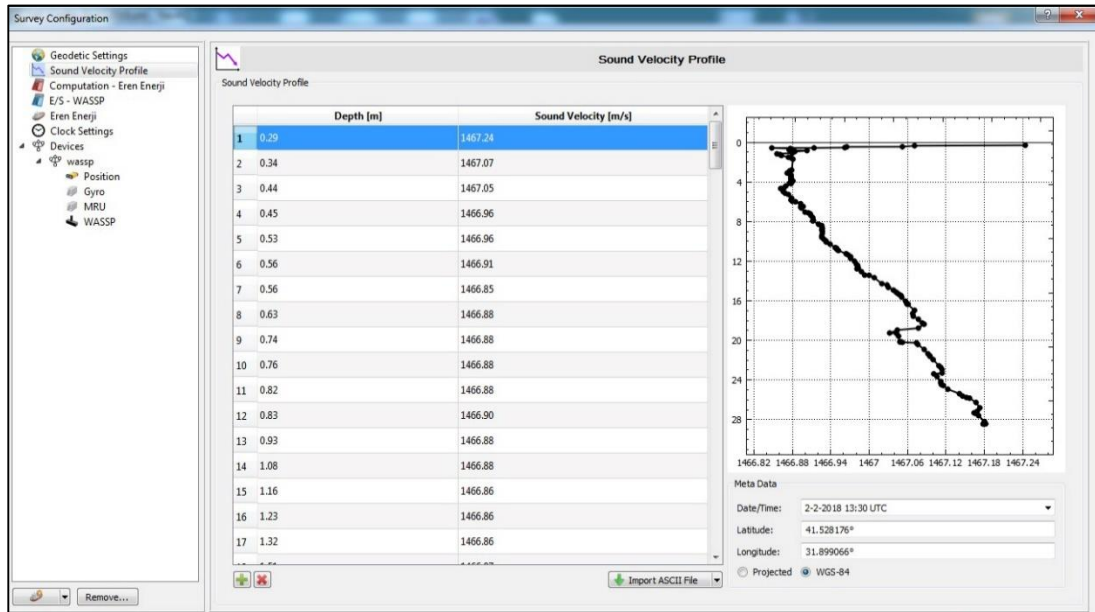 Survey Configuration
Geodetic Settings
Sound Velocity Profile
Computation - Eren Enerji
E/S - WASSP
Eren Enerji
Clock Settings
Devices
wassp
Position
Gyro
MRU
WASSP
Remove...
Sound Velocity Profile
Sound Velocity Profile
Depth [m] Sound Velocity [m/s]
1 0.29 1467.24
2 0.34 1467.07
3 0.44 1467.05
4 0.45 1466.96
5 0.53 1466.96
6 0.56 1466.91
7 0.56 1466.85
8 0.63 1466.88
9 0.74 1466.88
10 0.76 1466.88
11 0.82 1466.88
12 0.83 1466.90
13 0.93 1466.88
14 1.08 1466.88
15 1.16 1466.86
16 1.23 1466.86
17 1.32 1466.86
Import ASCII File
0
4
8
12
16
20
24
28
1466.82 1466.88 1466.94 1467 1467.06 1467.12 1467.18 1467.24
Meta Data
Date/Time: 2-2-2018 13:30 UTC
Latitude: 41.528176°
Longitude: 31.899066°
Projected WGS-84